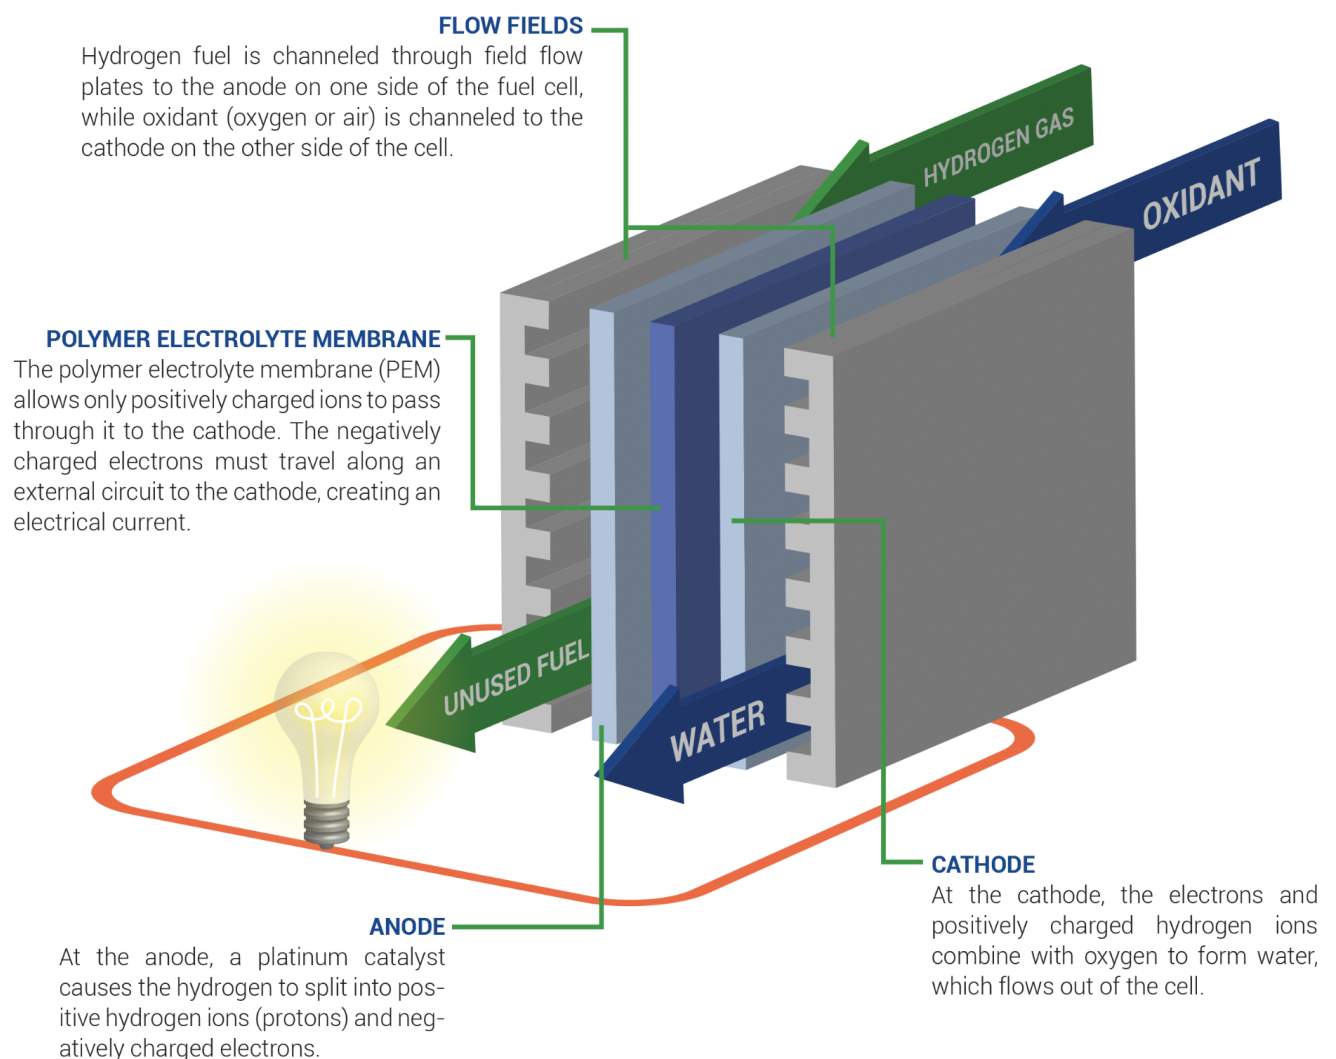 FLOW FIELDS
Hydrogen fuel is channeled through field flow
plates to the anode on one side of the fuel cell,
while oxidant (oxygen or air) is channeled to the
cathode on the other side of the cell.
HYDROGEN GAS
OXIDANT
POLYMER ELECTROLYTE MEMBRANE
The polymer electrolyte membrane (PEM)
allows only positively charged ions to pass
through it to the cathode. The negatively
charged electrons must travel along an
external circuit to the cathode, creating an
electrical current.
UNUSED FUEL
WATER
CATHODE
At the cathode, the electrons and
positively charged hydrogen ions
combine with oxygen to form water,
which flows out of the cell.
ANODE
At the anode, a platinum catalyst
causes the hydrogen to split into pos-
itive hydrogen ions (protons) and neg-
atively charged electrons.